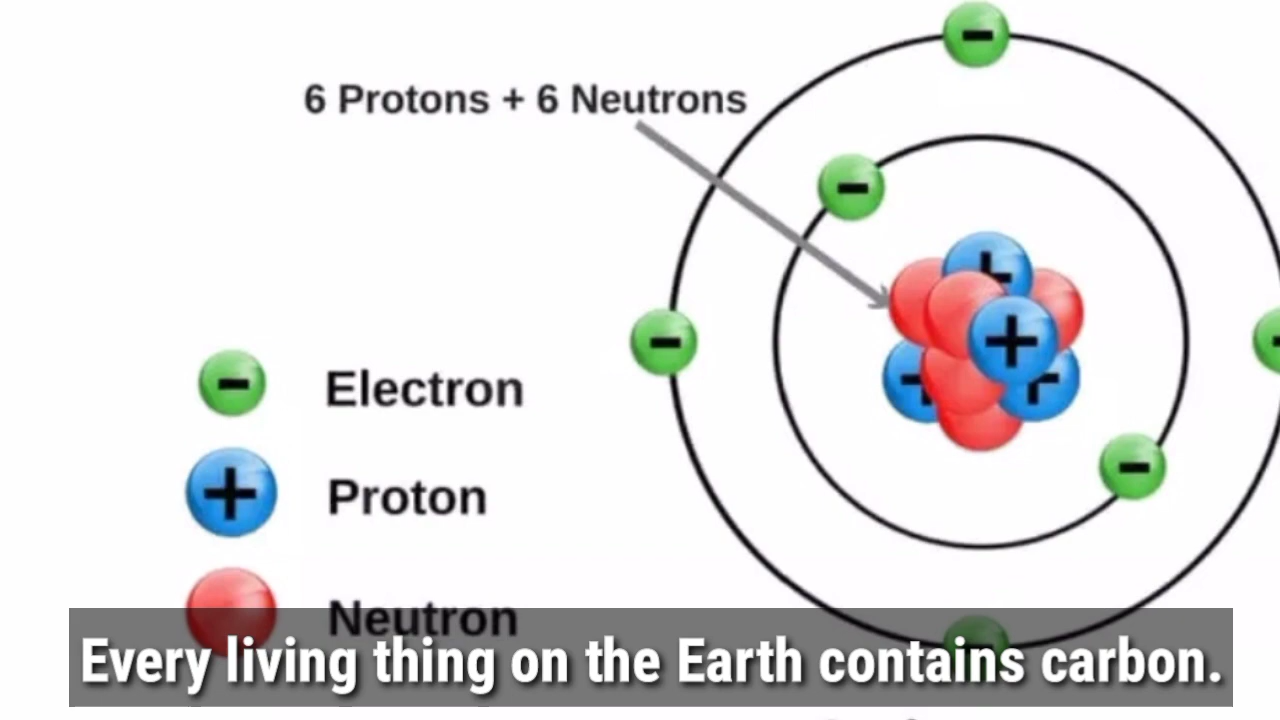 6 Protons + 6 Neutrons
Electron
Proton
Neutron
Every living thing on the Earth contains carbon.